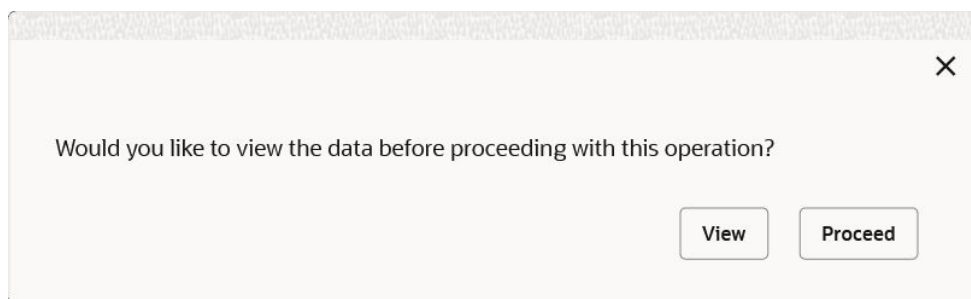 Would you like to view the data before proceeding with this operation?
View Proceed